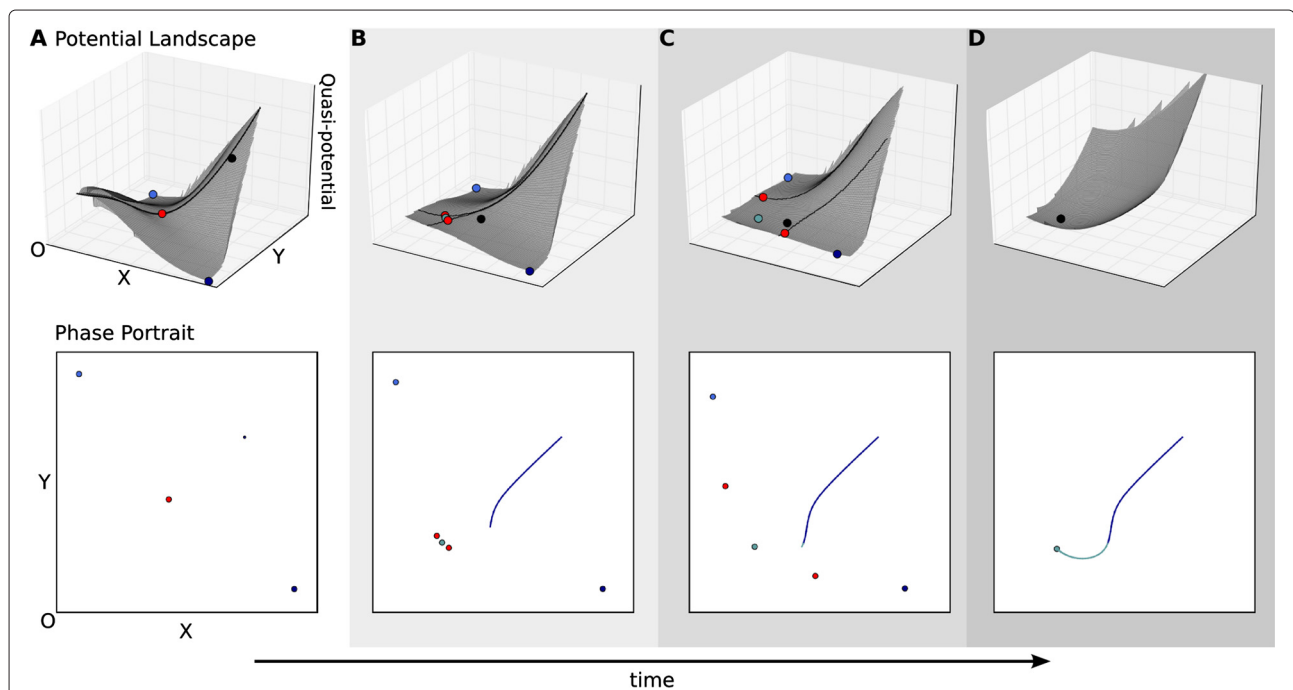 A Potential Landscape
B
C
D
Quasi-potential
O
X
Y
Phase Portrait
Y
O
X
time